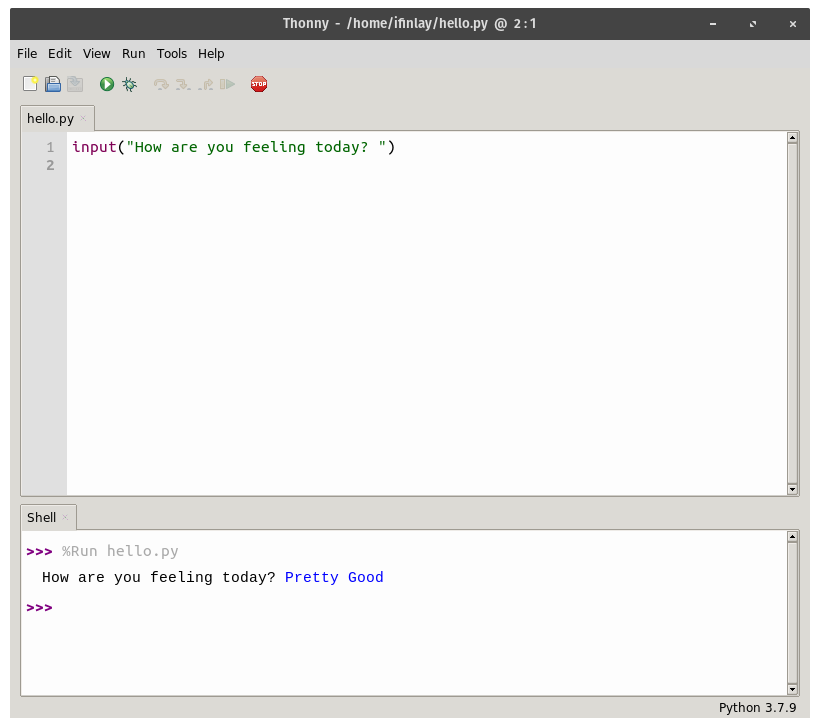 Thonny - /home/ifinlay/hello.py @ 2:1
File Edit View Run Tools Help
STOP
hello.py
1 input("How are you feeling today? ")
2
Shell
>>> %Run hello.py
How are you feeling today? Pretty Good
>>>
Python 3.7.9